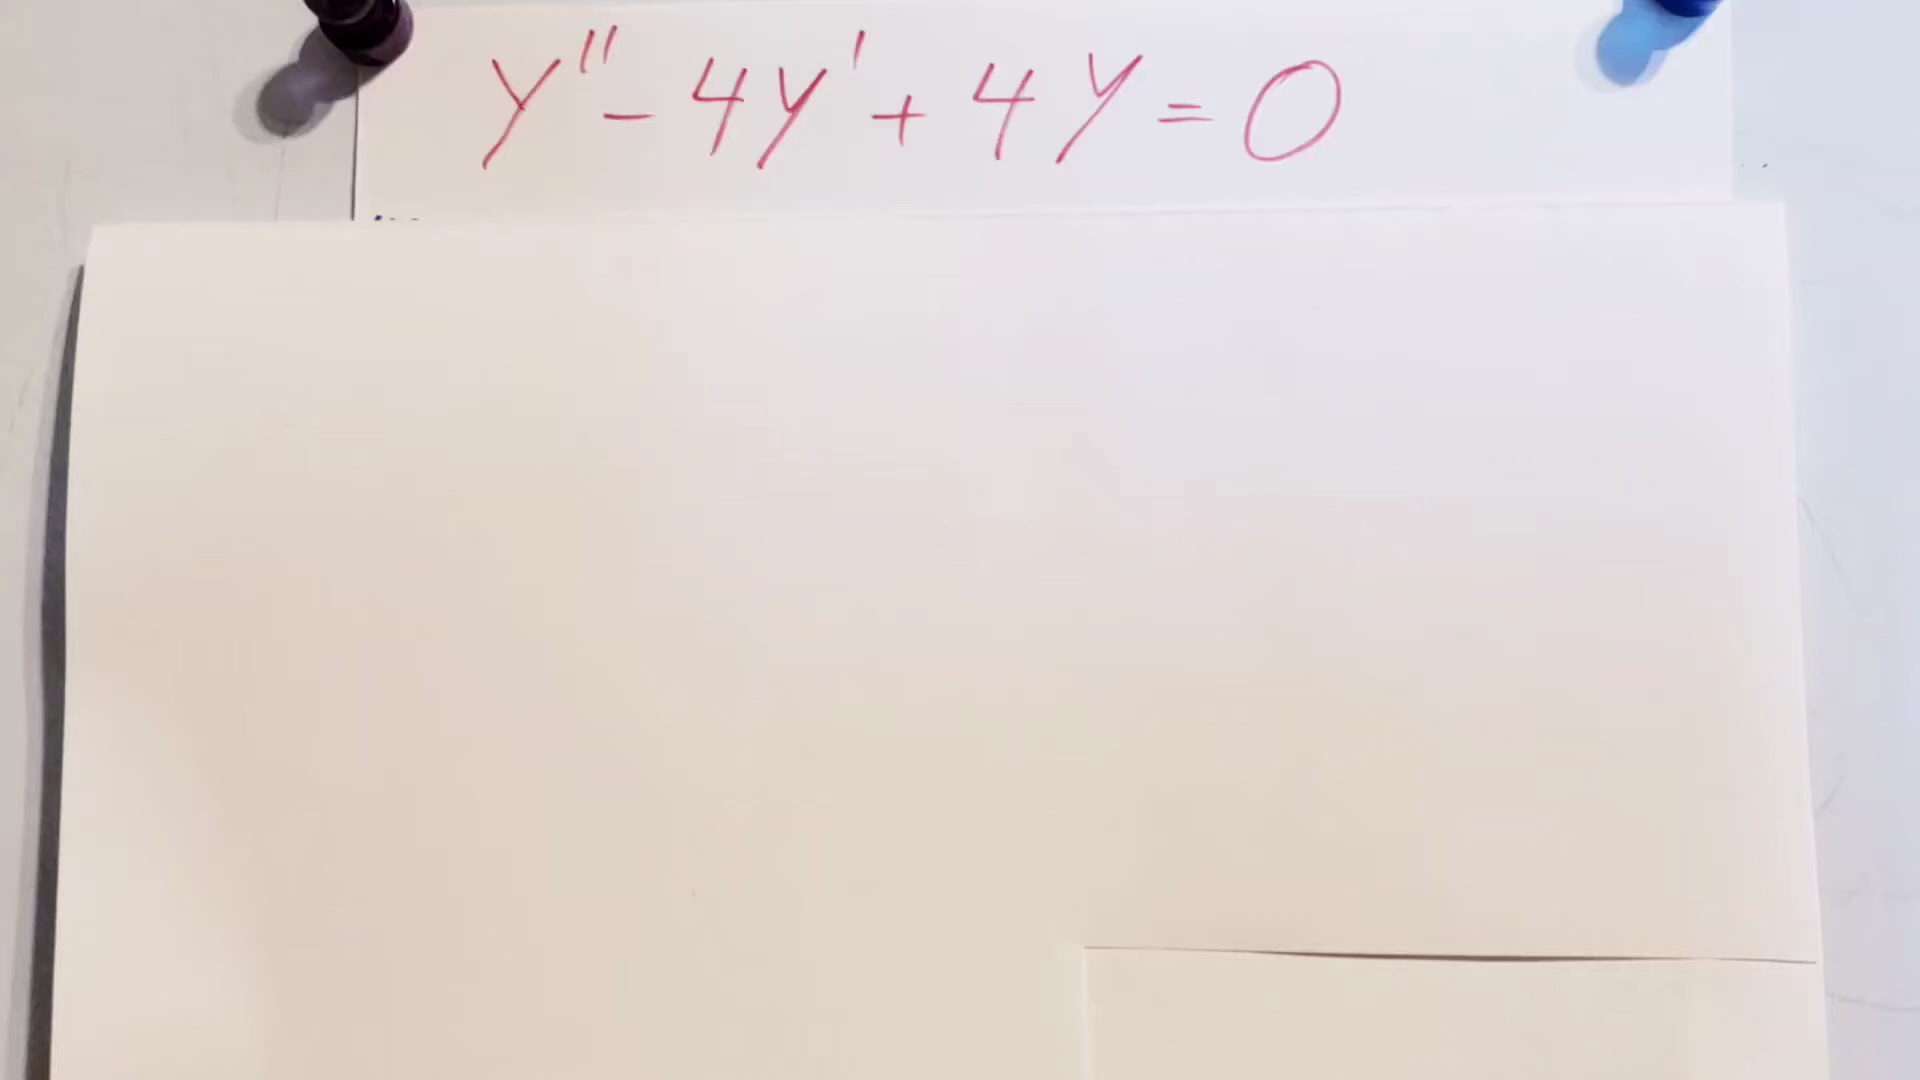 y'' - 4y' + 4y = 0